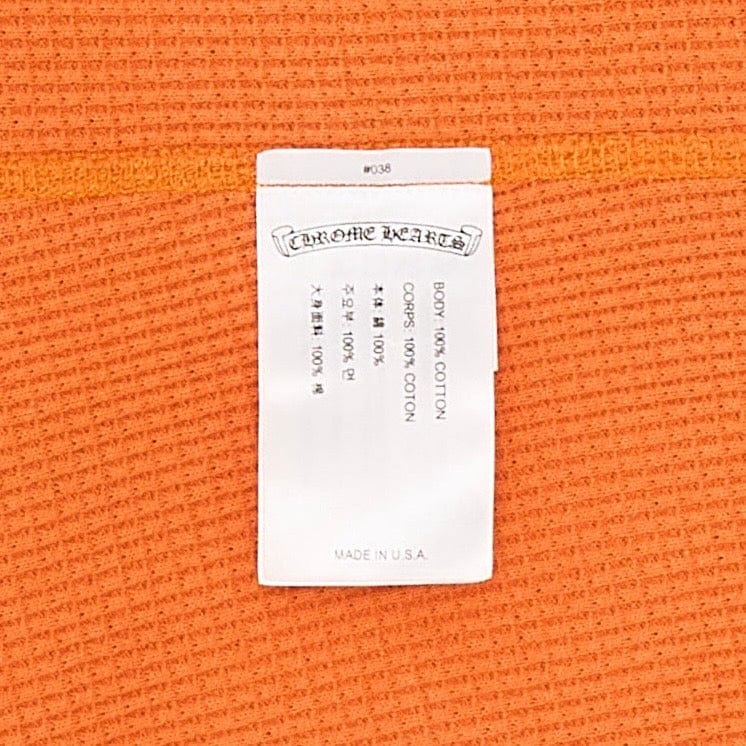 #038
CHROME HEARTS
BODY: 100% COTTON
CORPS: 100% COTON
本体: 綿 100%
주요부: 100% 면
大身面料: 100% 棉
MADE IN U.S.A.